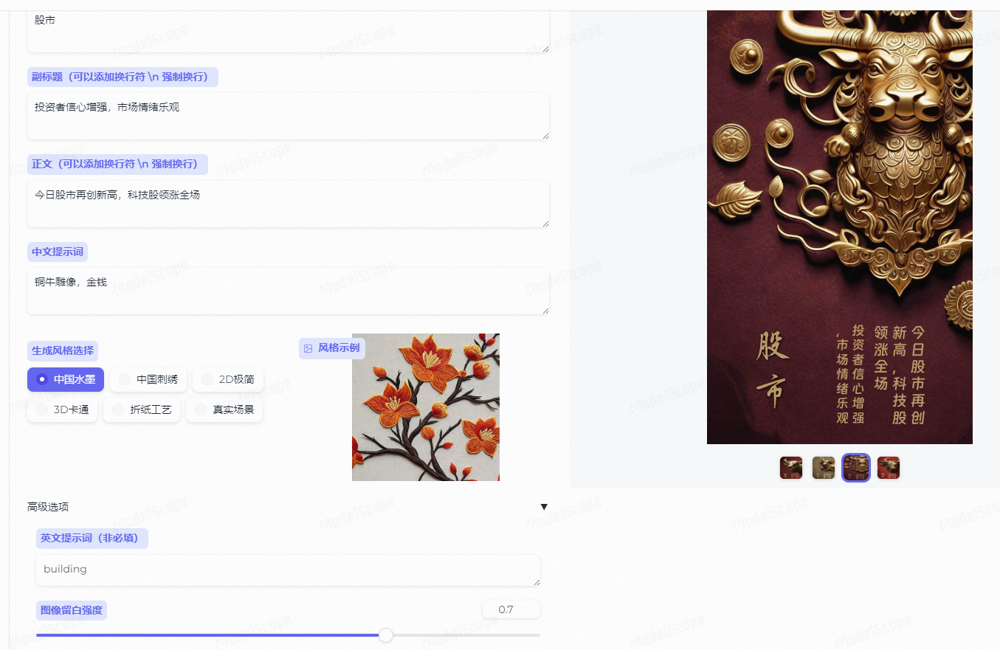 股市
副标题（可以添加换行符 \n 强制换行）
投资者信心增强，市场情绪乐观
正文（可以添加换行符 \n 强制换行）
今日股市再创新高，科技股领涨全场
中文提示词
铜牛雕像，金钱
生成风格选择
中国水墨
中国刺绣
2D极简
3D卡通
折纸工艺
真实场景
风格示例
高级选项
英文提示词（非必填）
building
图像留白强度
0.7
股市
今日股市再创
新高，科技股
领涨全场
投资者信心增强
，市场情绪乐观
ModelScope